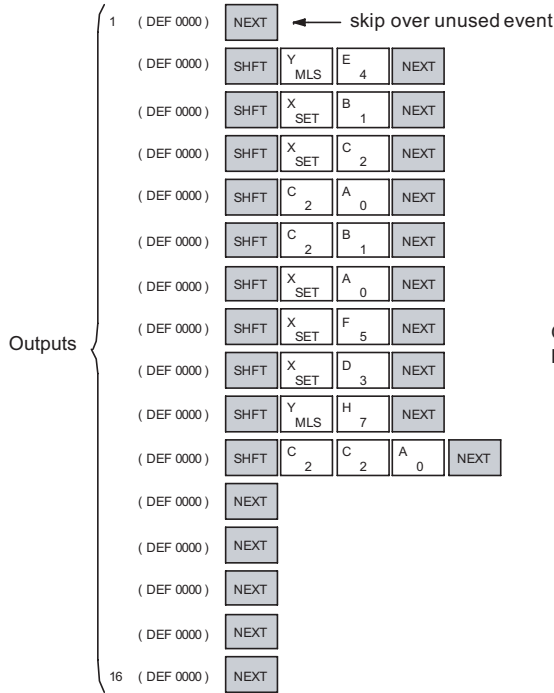 1 ( DEF 0000 ) NEXT skip over unused event
( DEF 0000 ) SHFT Y MLS E 4 NEXT
( DEF 0000 ) SHFT X SET B 1 NEXT
( DEF 0000 ) SHFT X SET C 2 NEXT
( DEF 0000 ) SHFT C 2 A 0 NEXT
( DEF 0000 ) SHFT C 2 B 1 NEXT
( DEF 0000 ) SHFT X SET A 0 NEXT
( DEF 0000 ) SHFT X SET F 5 NEXT
Outputs
( DEF 0000 ) SHFT X SET D 3 NEXT
( DEF 0000 ) SHFT Y MLS H 7 NEXT
( DEF 0000 ) SHFT C 2 C 2 A 0 NEXT
( DEF 0000 ) NEXT
( DEF 0000 ) NEXT
( DEF 0000 ) NEXT
( DEF 0000 ) NEXT
16 ( DEF 0000 ) NEXT